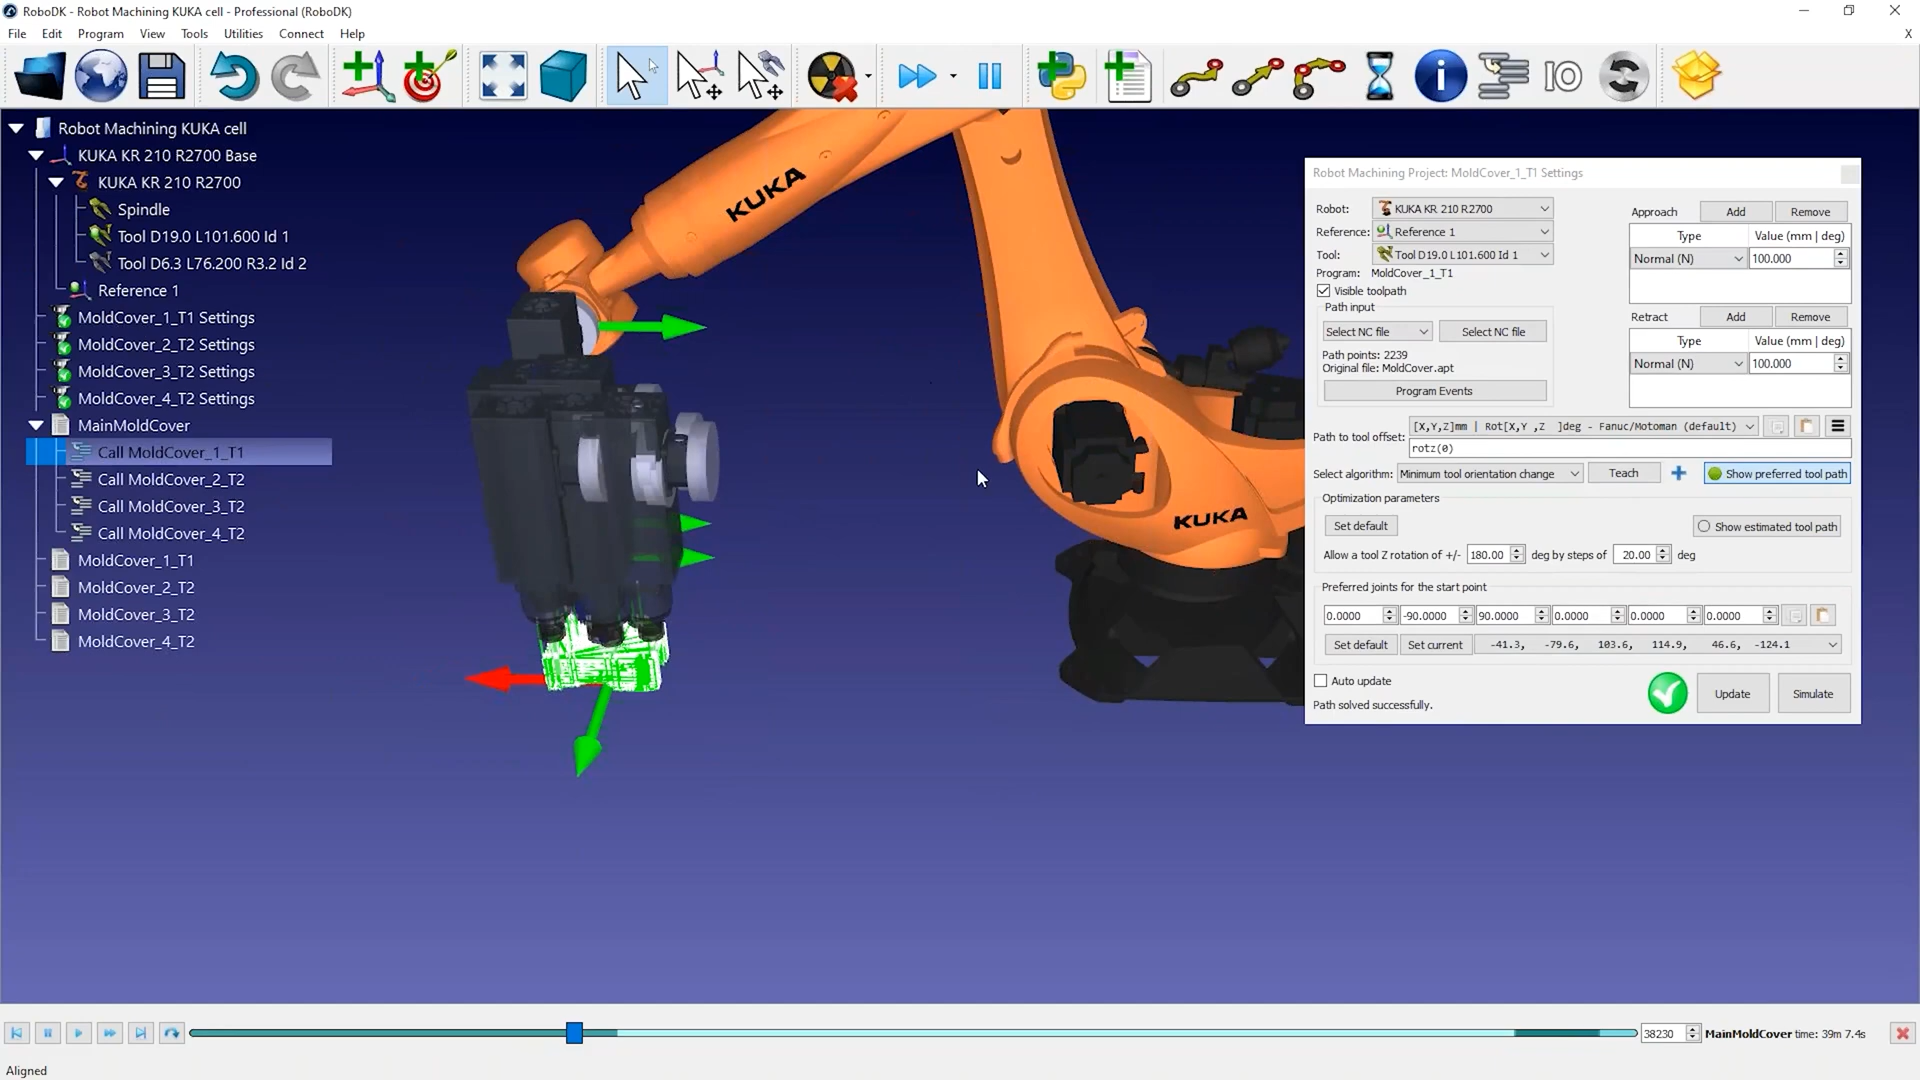 RoboDK - Robot Machining KUKA cell - Professional (RoboDK)
File Edit Program View Tools Utilities Connect Help X
IO
Robot Machining KUKA cell
KUKA KR 210 R2700 Base
KUKA KR 210 R2700
Spindle
Tool D19.0 L101.600 Id 1
Tool D6.3 L76.200 R3.2 Id 2
Reference 1
MoldCover_1_T1 Settings
MoldCover_2_T2 Settings
MoldCover_3_T2 Settings
MoldCover_4_T2 Settings
MainMoldCover
Call MoldCover_1_T1
Call MoldCover_2_T2
Call MoldCover_3_T2
Call MoldCover_4_T2
MoldCover_1_T1
MoldCover_2_T2
MoldCover_3_T2
MoldCover_4_T2
KUKA
KUKA
Robot Machining Project: MoldCover_1_T1 Settings
Robot: KUKA KR 210 R2700
Reference: Reference 1
Tool: Tool D19.0 L101.600 Id 1
Program: MoldCover_1_T1
Visible toolpath
Path input
Select NC file Select NC file
Path points: 2239
Original file: MoldCover.apt
Program Events
Approach Add Remove
Type Value (mm | deg)
Normal (N) 100.000
Retract Add Remove
Type Value (mm | deg)
Normal (N) 100.000
Path to tool offset: [X,Y,Z]mm | Rot[X,Y ,Z ]deg - Fanuc/Motoman (default)
rotz(0)
Select algorithm: Minimum tool orientation change Teach Show preferred tool path
Optimization parameters
Set default Show estimated tool path
Allow a tool Z rotation of +/- 180.00 deg by steps of 20.00 deg
Preferred joints for the start point
0.0000 -90.0000 90.0000 0.0000 0.0000 0.0000
Set default Set current -41.3, -79.6, 103.6, 114.9, 46.6, -124.1
Auto update
Path solved successfully.
Update Simulate
38230 MainMoldCover time: 39m 7.4s
Aligned